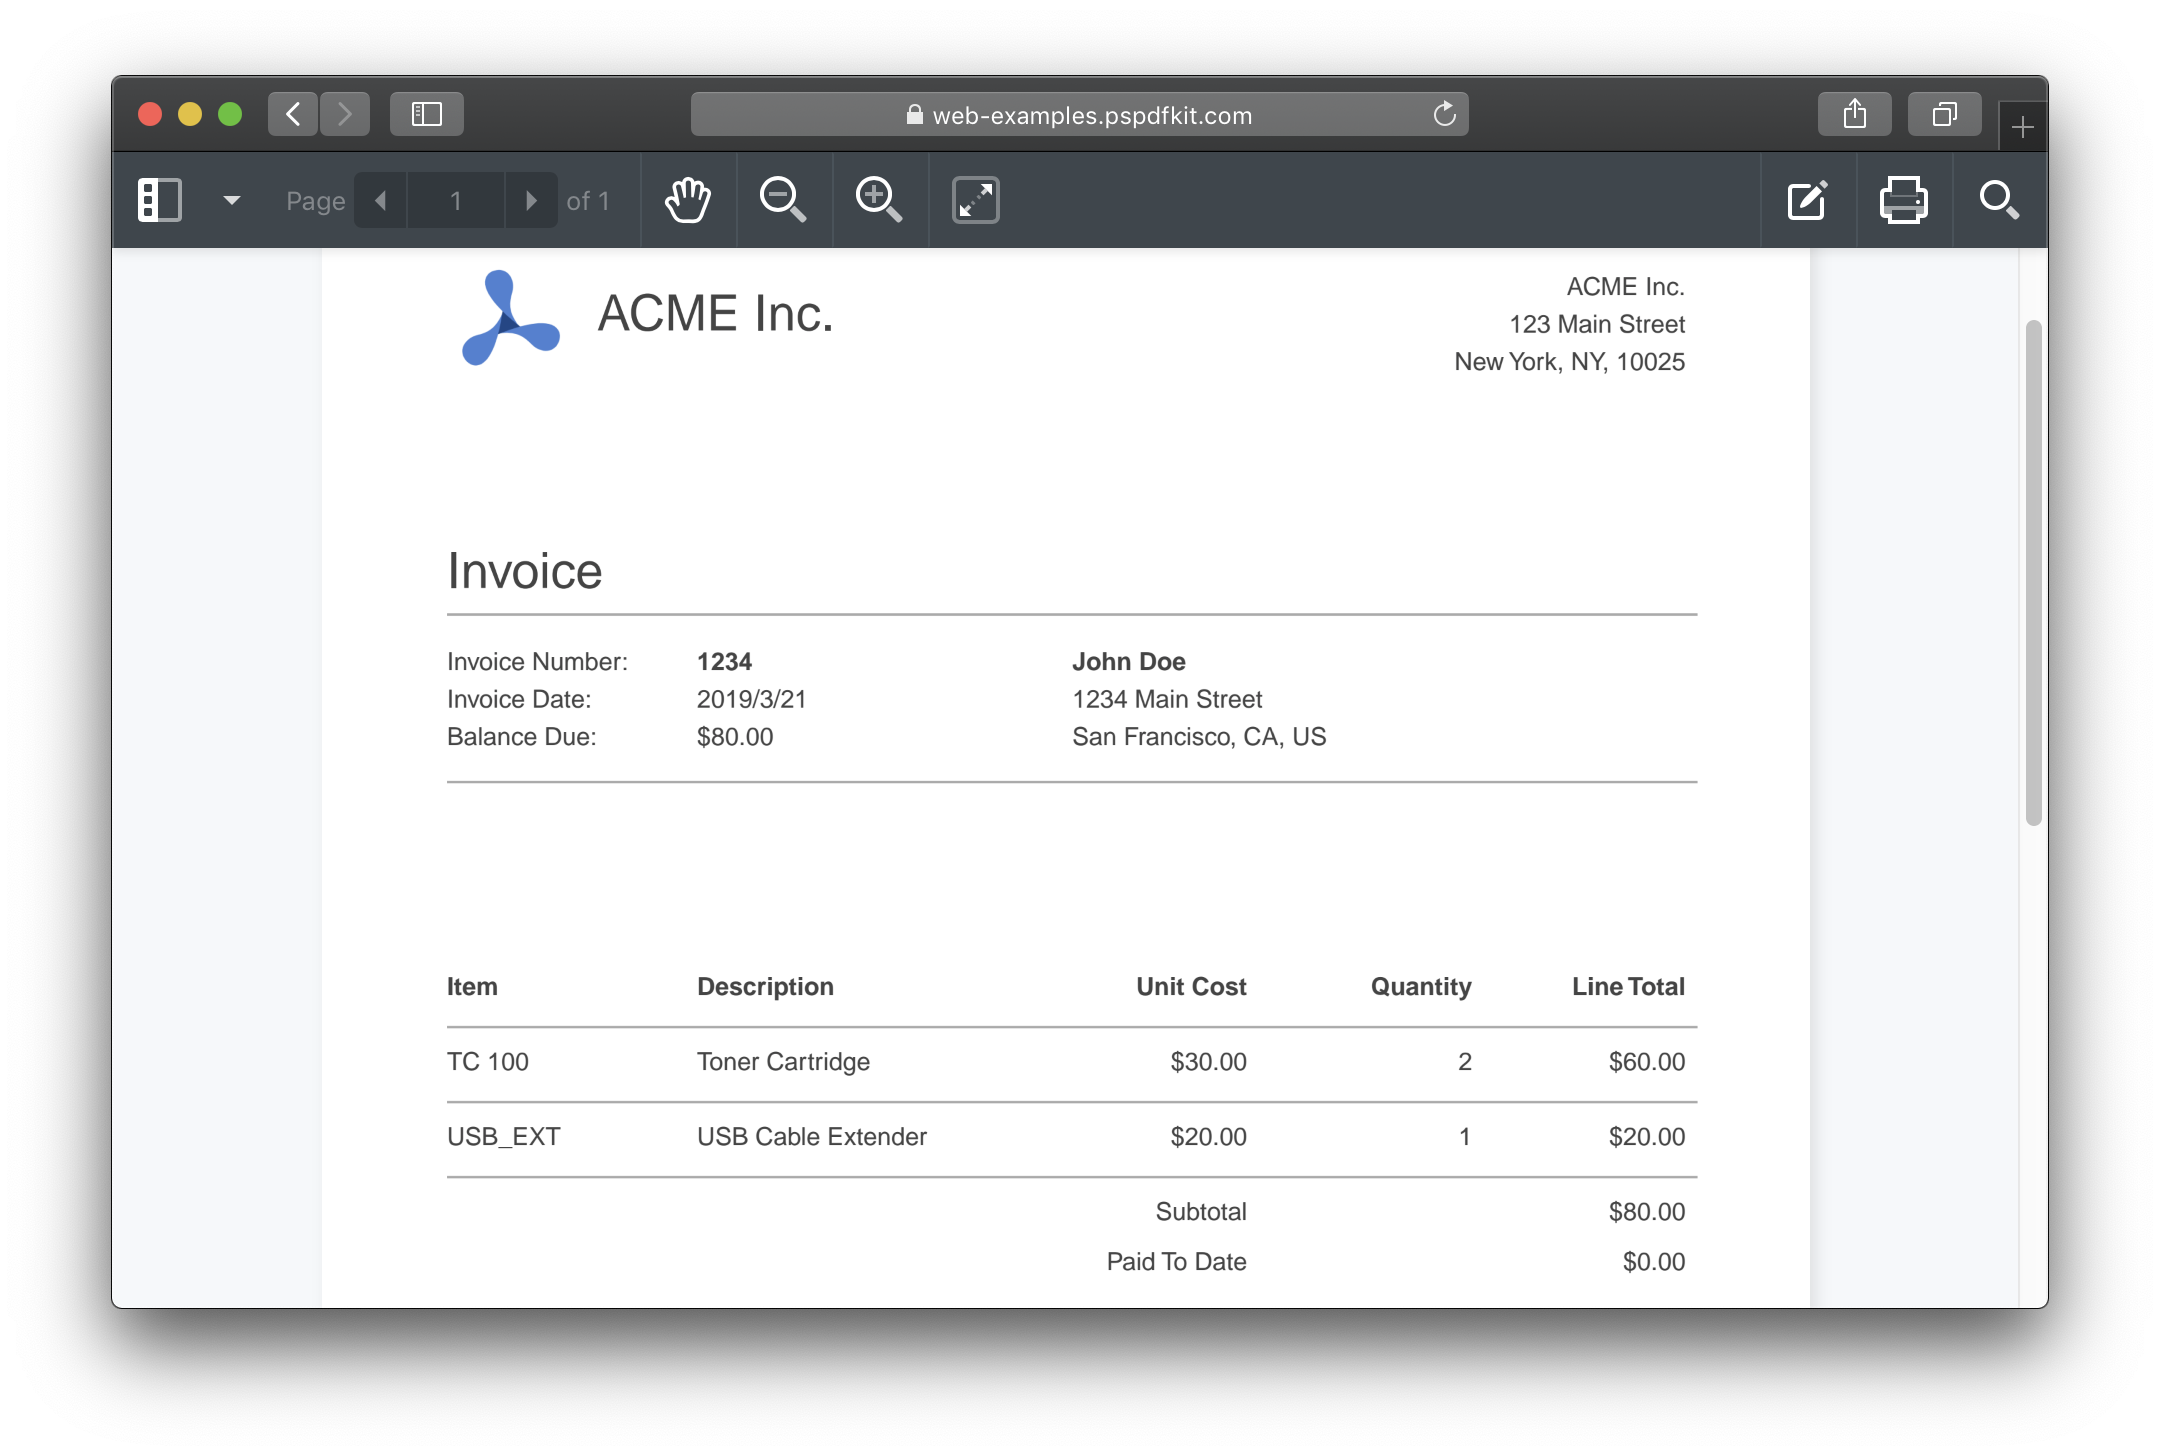 web-examples.pspdfkit.com
Page 1 of 1
ACME Inc.
ACME Inc.
123 Main Street
New York, NY, 10025
Invoice
Invoice Number: 1234 John Doe
Invoice Date: 2019/3/21 1234 Main Street
Balance Due: $80.00 San Francisco, CA, US
Item Description Unit Cost Quantity Line Total
TC 100 Toner Cartridge $30.00 2 $60.00
USB_EXT USB Cable Extender $20.00 1 $20.00
Subtotal $80.00
Paid To Date $0.00